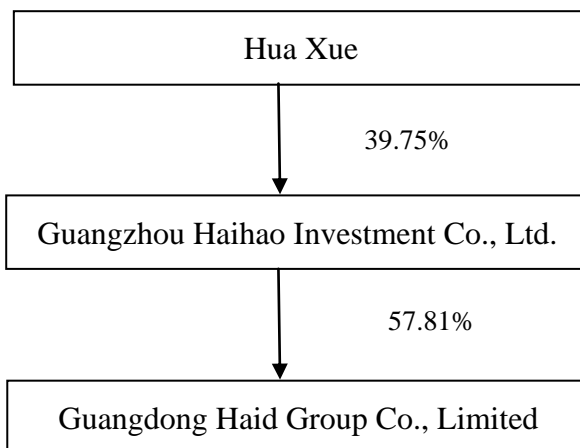 Hua Xue
39.75%
Guangzhou Haihao Investment Co., Ltd.
57.81%
Guangdong Haid Group Co., Limited